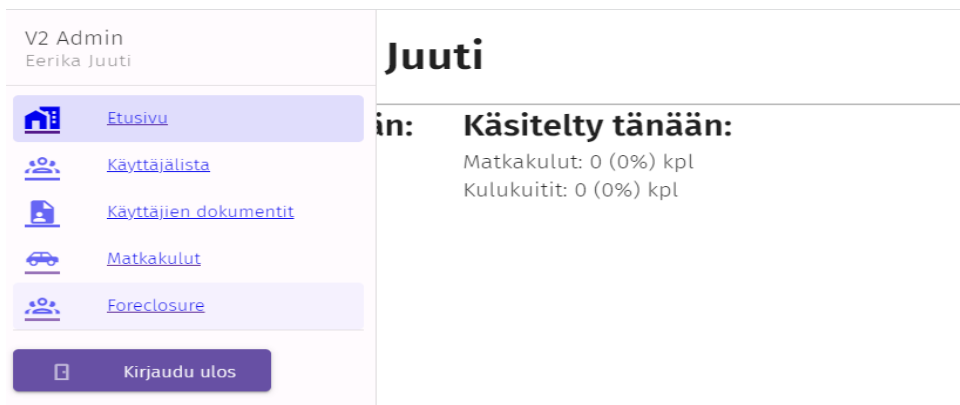 V2 Admin
Eerika Juuti
Etusivu
Käyttäjälista
Käyttäjien dokumentit
Matkakulut
Foreclosure
Kirjaudu ulos
Juuti
än:
Käsitelty tänään:
Matkakulut: 0 (0%) kpl
Kulukuitit: 0 (0%) kpl